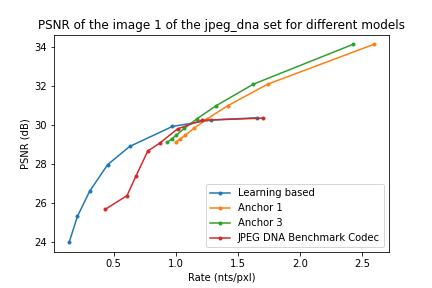 PSNR of the image 1 of the jpeg_dna set for different models
PSNR (dB)
34
32
30
28
26
24
0.5
1.0
1.5
2.0
2.5
Rate (nts/pxl)
Learning based
Anchor 1
Anchor 3
JPEG DNA Benchmark Codec